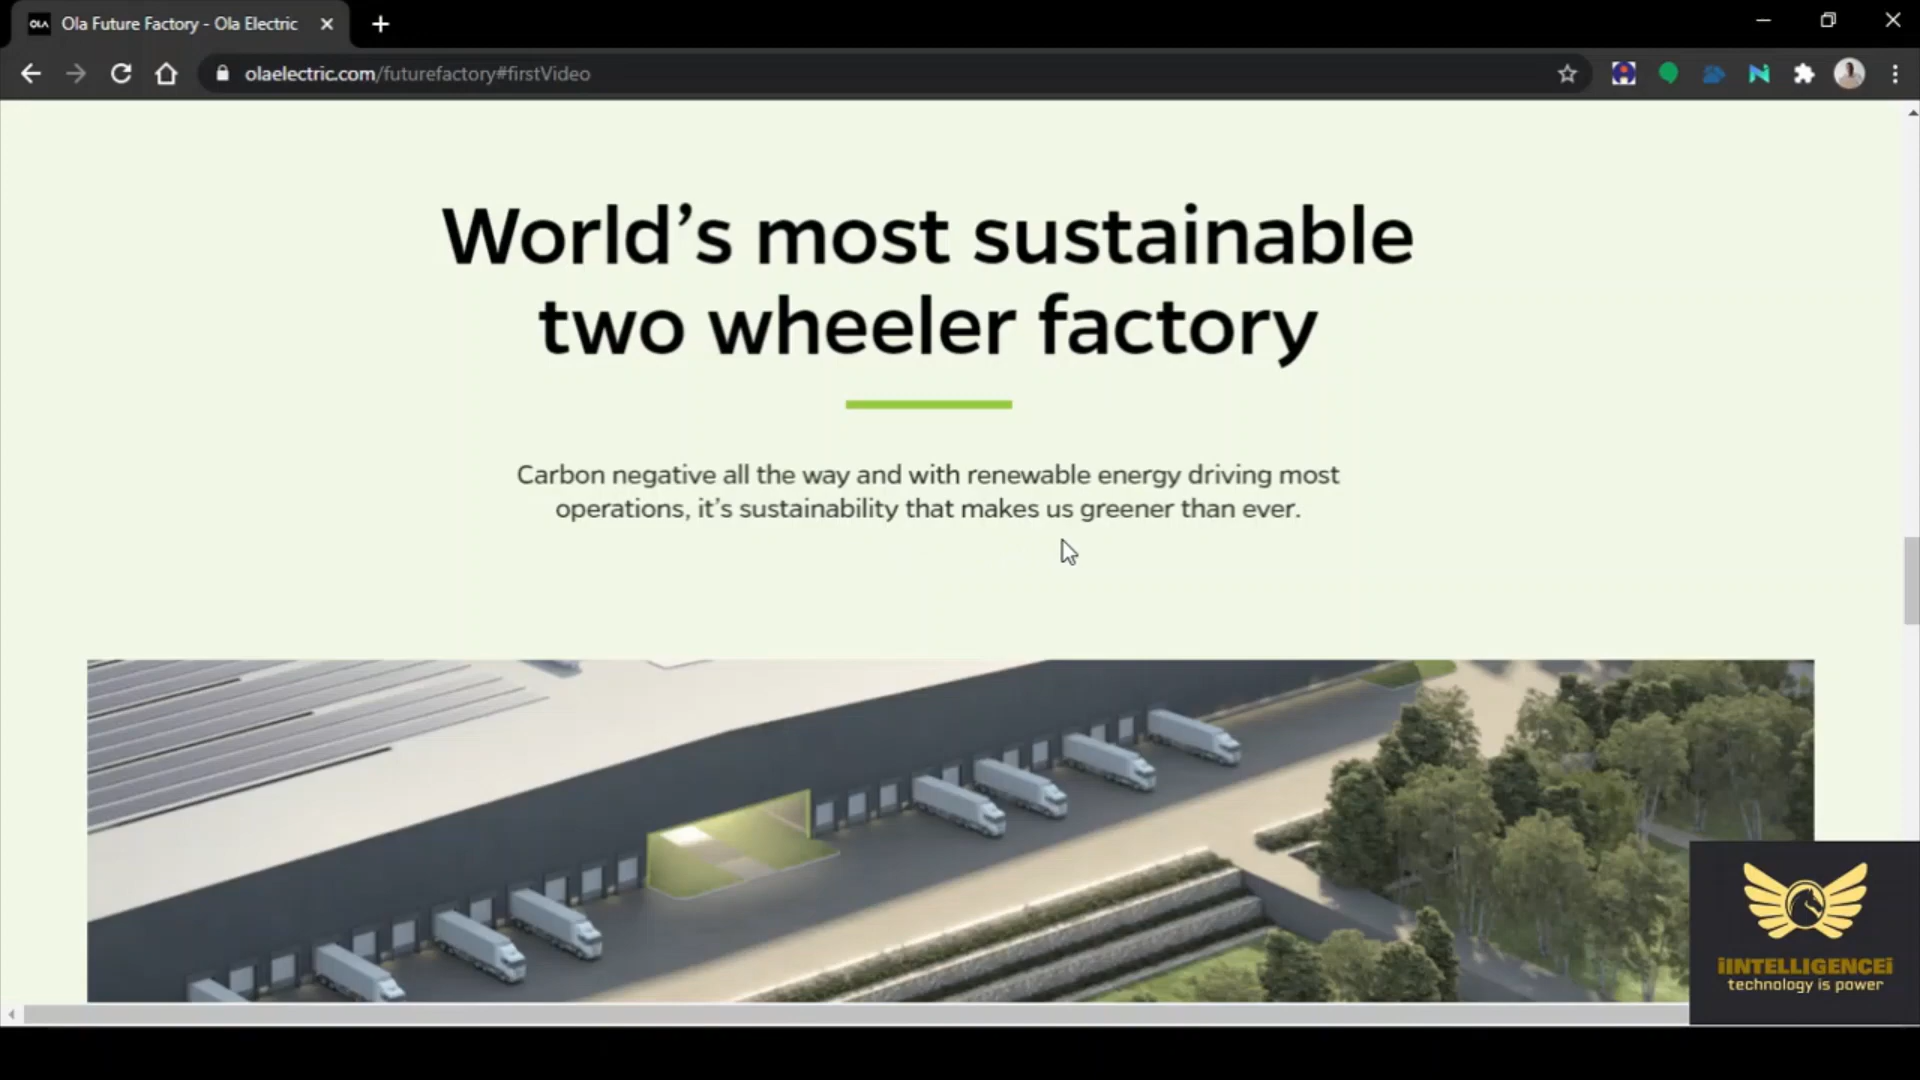 OLA Ola Future Factory - Ola Electric
olaelectric.com/futurefactory#firstVideo
World’s most sustainable
two wheeler factory
Carbon negative all the way and with renewable energy driving most
operations, it’s sustainability that makes us greener than ever.
iINTELLIGENCEi
technology is power